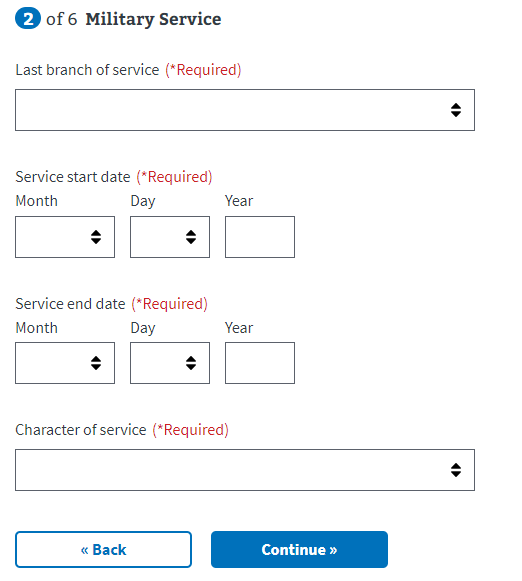 2 of 6 Military Service
Last branch of service (*Required)
Service start date (*Required)
Month Day Year
Service end date (*Required)
Month Day Year
Character of service (*Required)
« Back Continue »